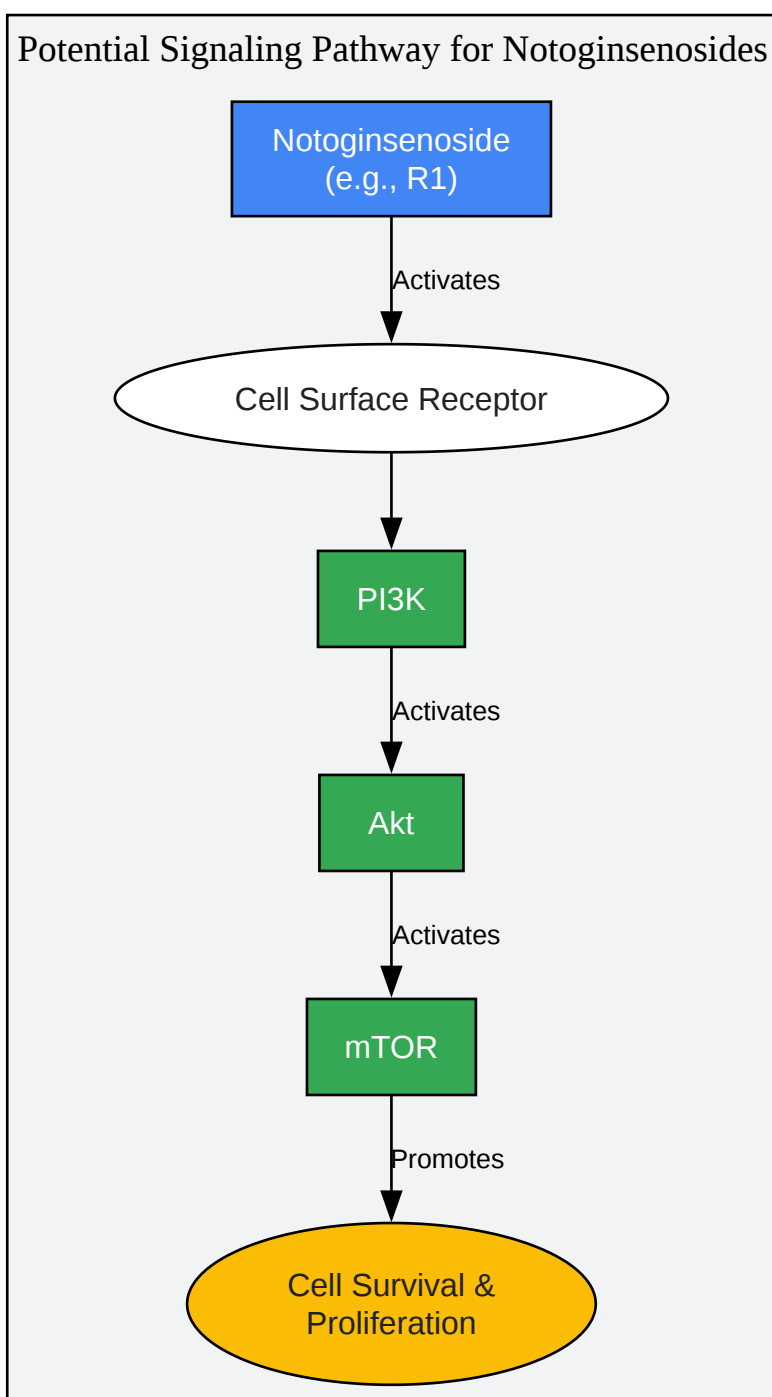 Potential Signaling Pathway for Notoginsenosides
Notoginsenoside
(e.g., R1)
Activates
Cell Surface Receptor
PI3K
Activates
Akt
Activates
mTOR
Promotes
Cell Survival &
Proliferation